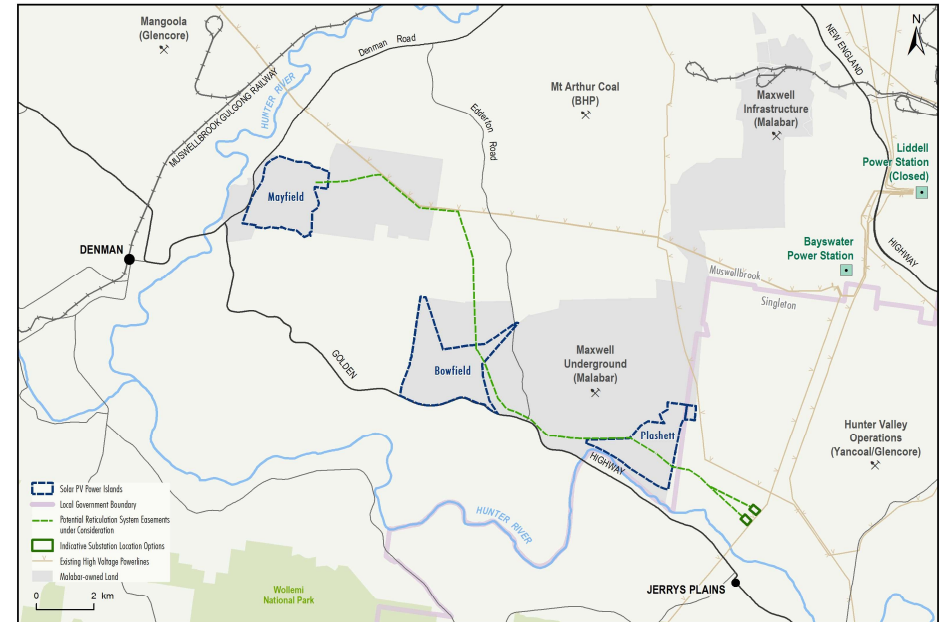 Mangoola
(Glencore)
Denman Road
NEW ENGLAND
N
MUSWELLBROOK GULGONG RAILWAY
HUNTER RIVER
Edderton Road
Mt Arthur Coal
(BHP)
Maxwell
Infrastructure
(Malabar)
Liddell
Power Station
(Closed)
Mayfield
DENMAN
Bayswater
Power Station
HIGHWAY
Muswellbrook
Singleton
GOLDEN
Bowfield
Maxwell
Underground
(Malabar)
Plashett
HIGHWAY
Hunter Valley
Operations
(Yancoal/Glencore)
HUNTER RIVER
Solar PV Power Islands
Local Government Boundary
Potential Reticulation System Easements
under Consideration
Indicative Substation Location Options
Existing High Voltage Powerlines
Malabar-owned Land
0 2 km
Wollemi
National Park
JERRYS PLAINS